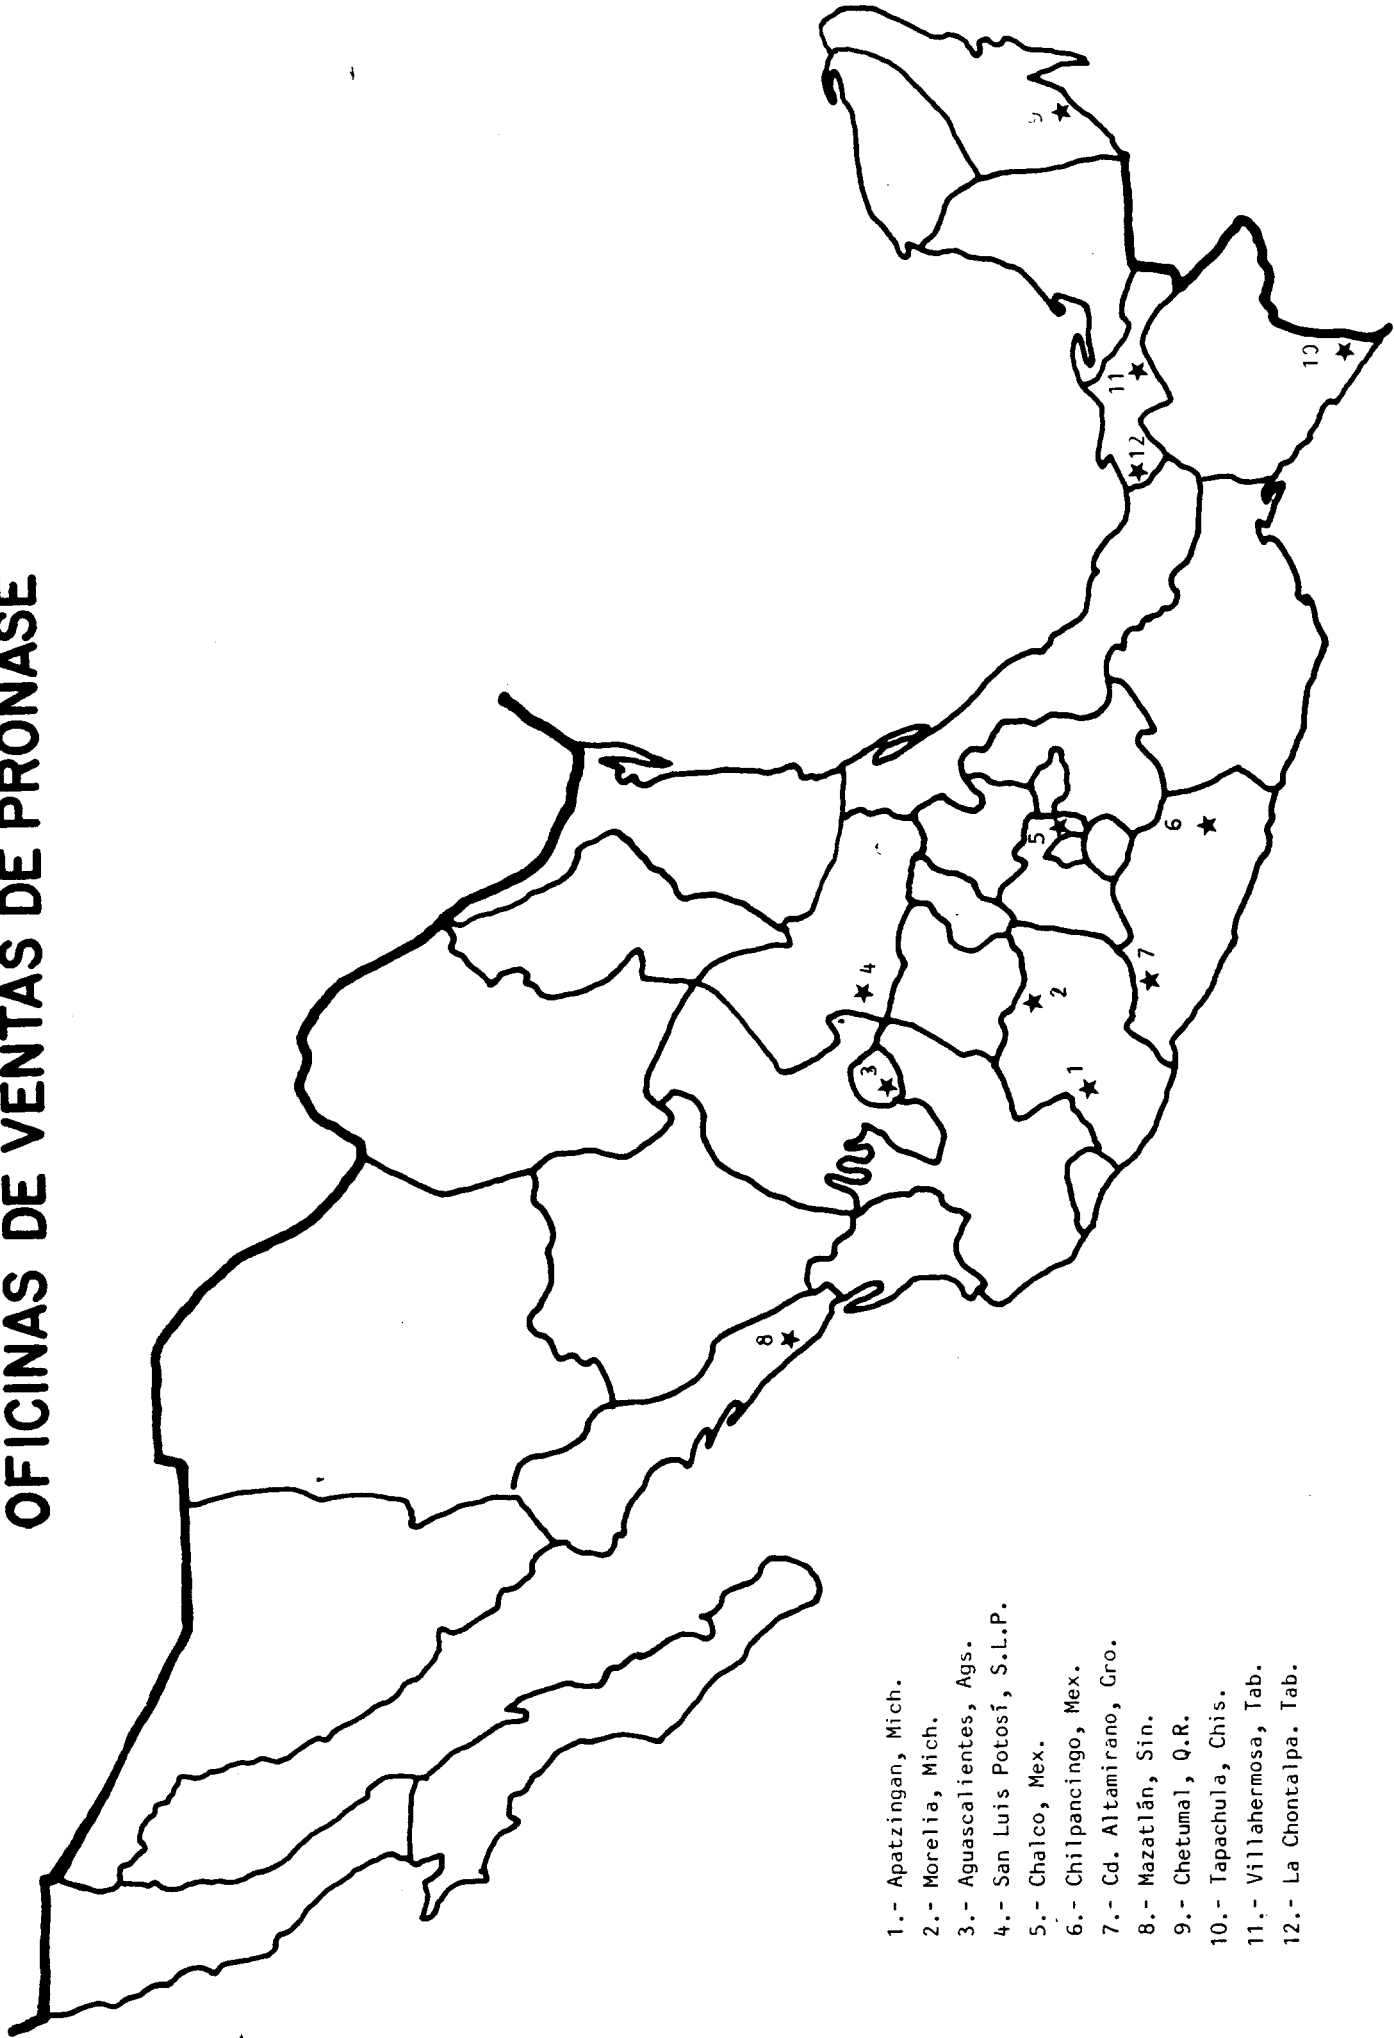 OFICINAS DE VENTAS DE PRONASE
8
3
4
1
2
7
5
6
12
11
10
9
1.- Apatzingan, Mich.
2.- Morelia, Mich.
3.- Aguascalientes, Ags.
4.- San Luis Potosí, S.L.P.
5.- Chalco, Mex.
6.- Chilpancingo, Mex.
7.- Cd. Altamirano, Gro.
8.- Mazatlán, Sin.
9.- Chetumal, Q.R.
10.- Tapachula, Chis.
11.- Villahermosa, Tab.
12.- La Chontalpa. Tab.